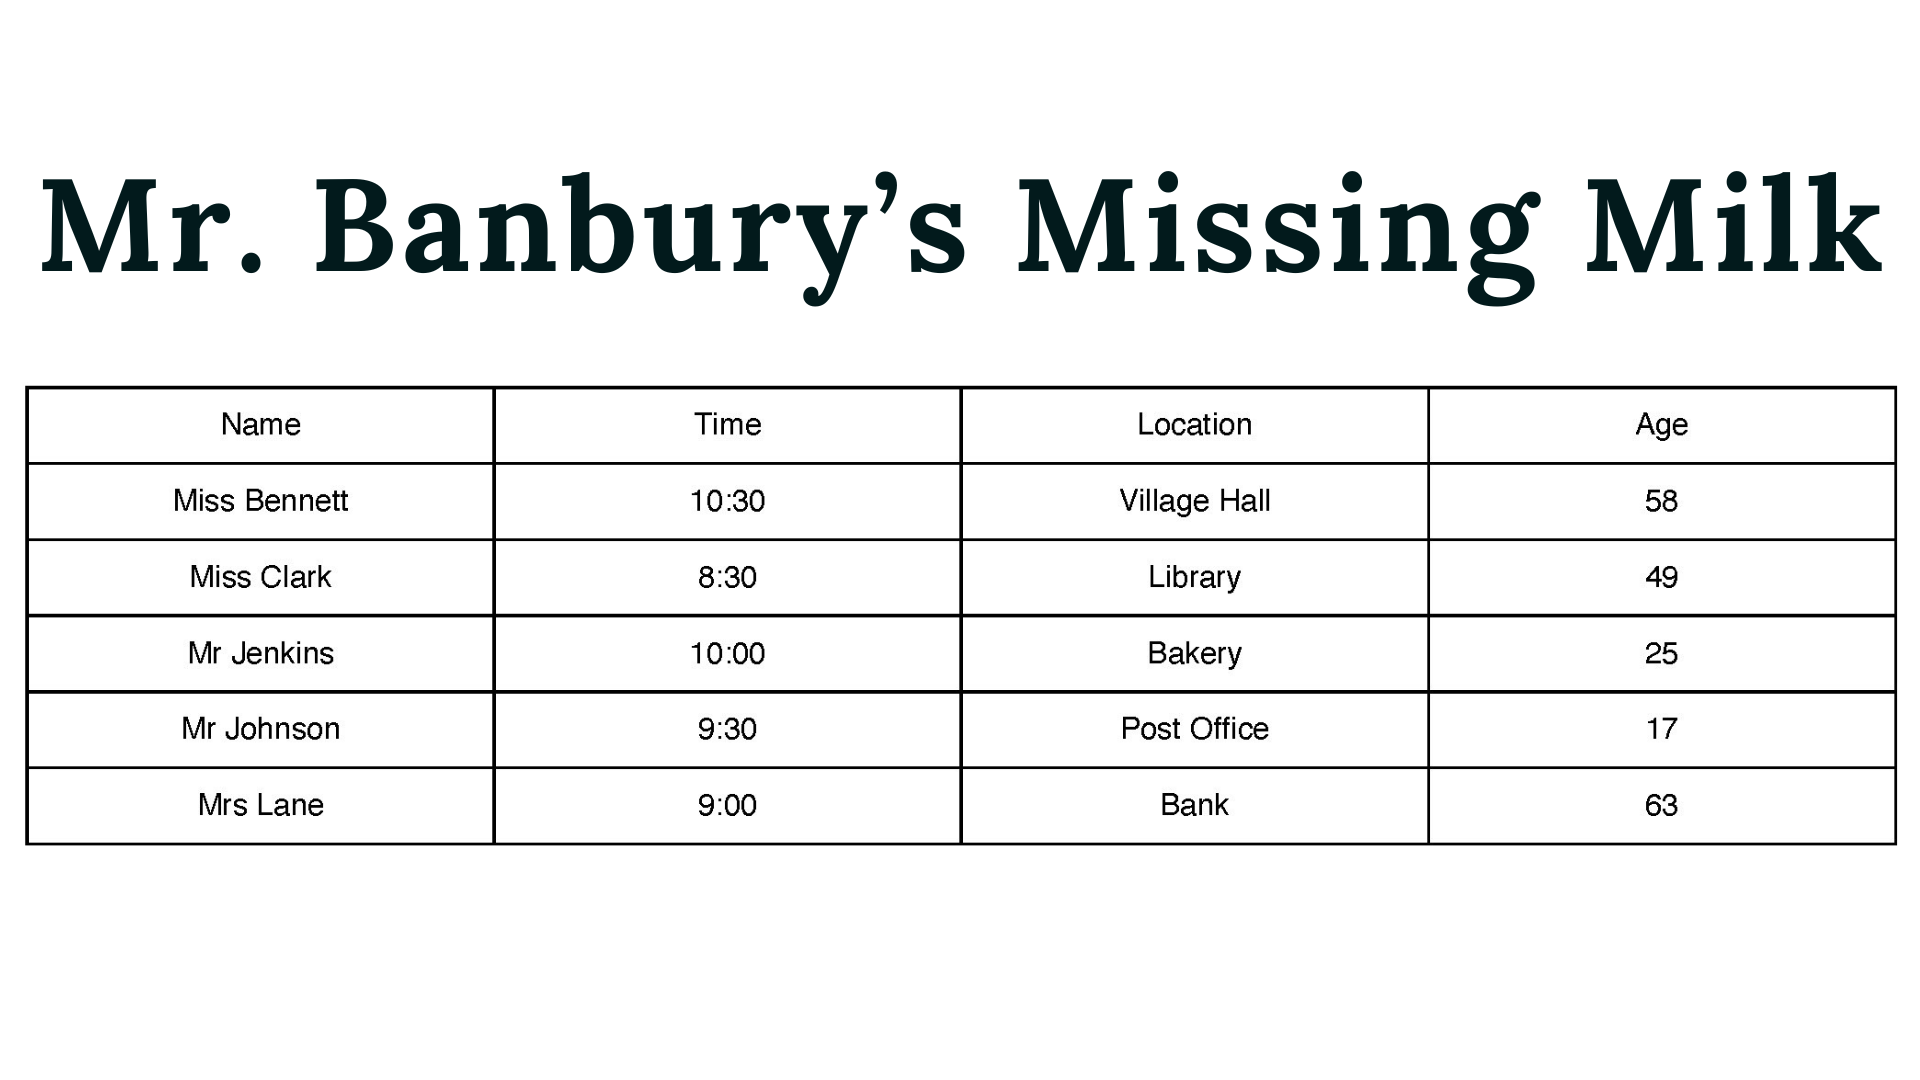 Mr. Banbury’s Missing Milk
Name Time Location Age
Miss Bennett 10:30 Village Hall 58
Miss Clark 8:30 Library 49
Mr Jenkins 10:00 Bakery 25
Mr Johnson 9:30 Post Office 17
Mrs Lane 9:00 Bank 63